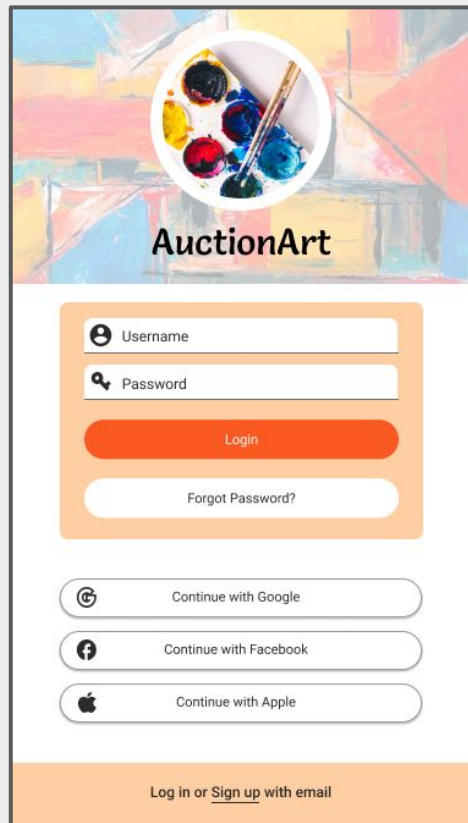 AuctionArt
Username
Password
Login
Forgot Password?
Continue with Google
Continue with Facebook
Continue with Apple
Log in or Sign up with email